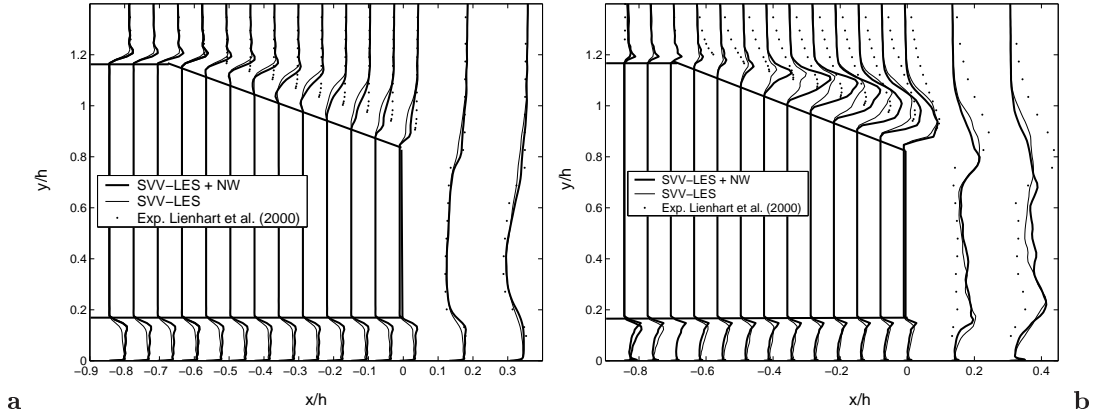 1.2
1
0.8
0.6
0.4
0.2
0
y/h
SVV−LES + NW
SVV−LES
Exp. Lienhart et al. (2000)
−0.9 −0.8 −0.7 −0.6 −0.5 −0.4 −0.3 −0.2 −0.1 0 0.1 0.2 0.3
x/h
a
1.2
1
0.8
0.6
0.4
0.2
0
y/h
SVV−LES + NW
SVV−LES
Exp. Lienhart et al. (2000)
−0.8 −0.6 −0.4 −0.2 0 0.2 0.4
x/h
b